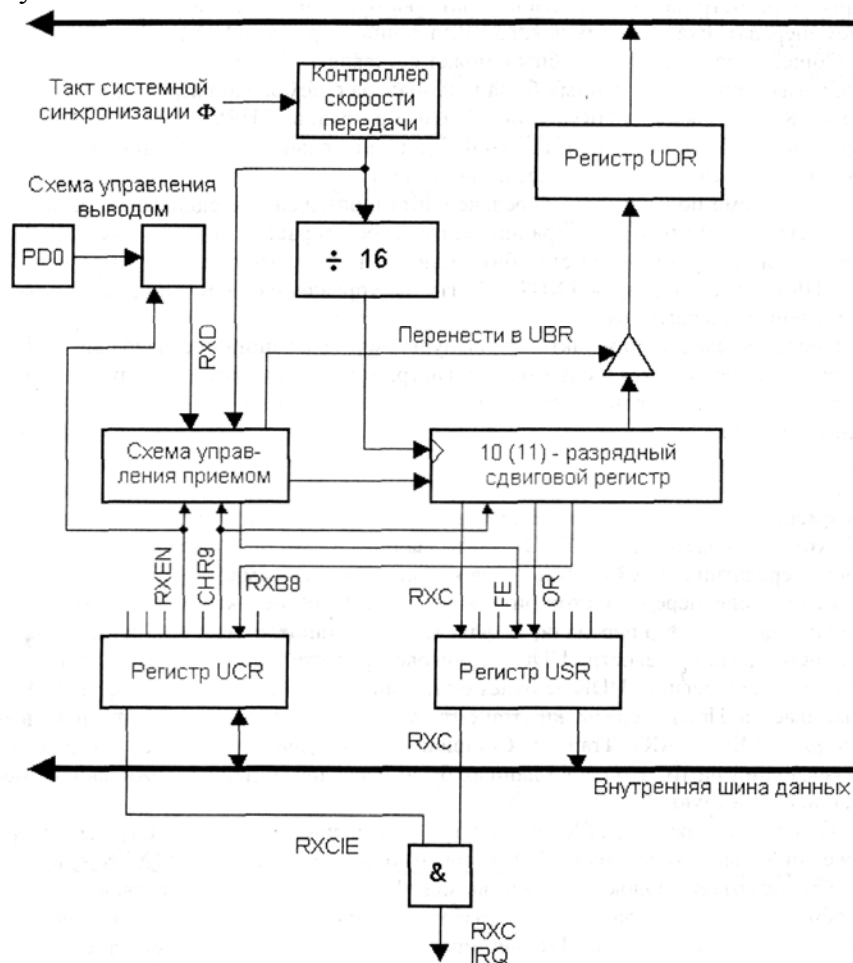 Такт системной
синхронизации Ф
Контроллер
скорости
передачи
Регистр UDR
Схема управления
выводом
PD0
÷ 16
RXD
Перенести в UBR
Схема управ-
ления приемом
10 (11) - разрядный
сдвиговой регистр
RXEN
CHR9
RXB8
RXC
FE
OR
Регистр UCR
Регистр USR
RXC
Внутренняя шина данных
RXCIE
&
RXC
IRQ